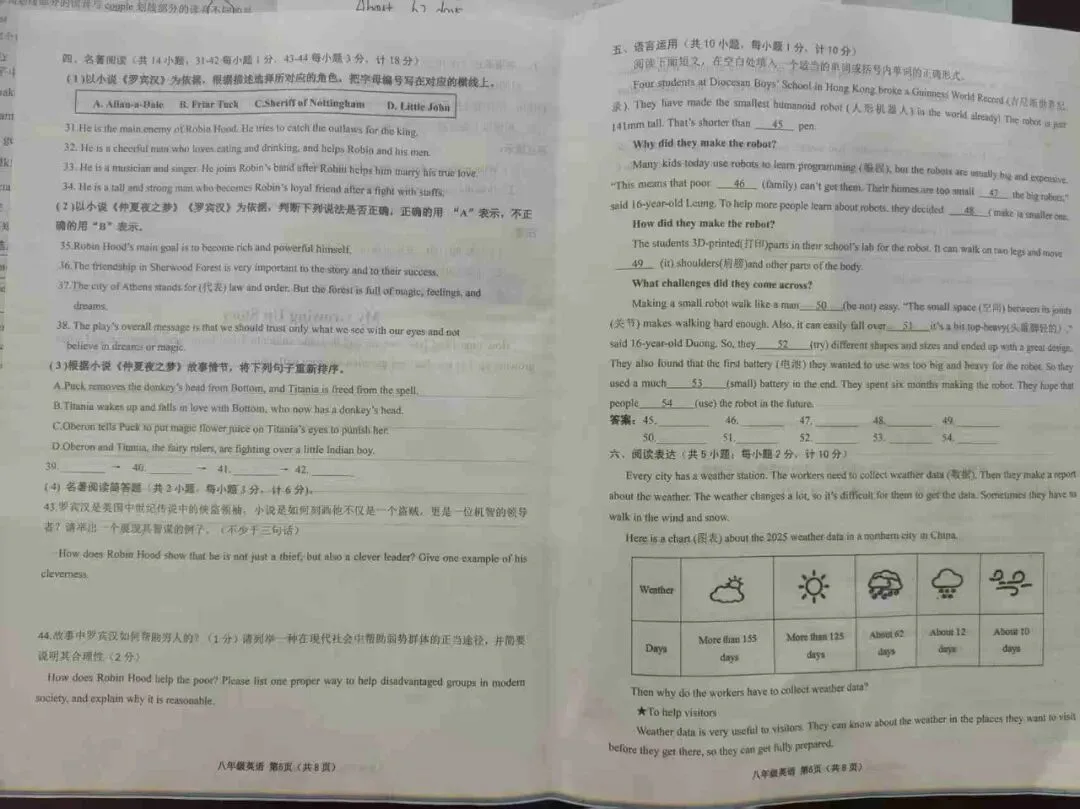 couple 划线部分的读音不同的
About 62 days
四、名著阅读（共14小题，31-42每小题1分，43-44每小题3分，计18分）
(1)以小说《罗宾汉》为依据，根据描述选择所对应的角色，把字母编号写在对应的横线上。
A. Allan-a-Dale B. Friar Tuck C.Sheriff of Nottingham D. Little John
31.He is the main enemy of Robin Hood. He tries to catch the outlaws for the king.
32. He is a cheerful man who loves eating and drinking, and helps Robin and his men.
33. He is a musician and singer. He joins Robin's band after Robin helps him marry his true love.
34. He is a tall and strong man who becomes Robin's loyal friend after a fight with staffs.
(2)以小说《仲夏夜之梦》《罗宾汉》为依据，判断下列说法是否正确，正确的用 “A”表示，不正
确的用“B”表示。
35.Robin Hood's main goal is to become rich and powerful himself.
36.The friendship in Sherwood Forest is very important to the story and to their success.
37.The city of Athens stands for(代表) law and order. But the forest is full of magic, feelings, and
dreams.
38. The play's overall message is that we should trust only what we see with our eyes and not
believe in dreams or magic.
(3)根据小说《仲夏夜之梦》故事情节，将下列句子重新排序。
A.Puck removes the donkey's head from Bottom, and Titania is freed from the spell.
B.Titania wakes up and falls in love with Bottom, who now has a donkey's head.
C.Oberon tells Puck to put magic flower juice on Titania's eyes to punish her.
D.Oberon and Titania, the fairy rulers, are fighting over a little Indian boy.
39. ______ → 40. ______ → 41. ______ → 42. ______
(4) 名著阅读简答题（共2小题，每小题3分，计6分）。
43.罗宾汉是英国中世纪传说中的侠盗领袖，小说是如何刻画他不仅是一个盗贼，更是一位机智的领导
者？请举出一个展现其智谋的例子。（不少于三句话）
How does Robin Hood show that he is not just a thief, but also a clever leader? Give one example of his
cleverness.
44.故事中罗宾汉如何帮助穷人的？（1分）请列举一种在现代社会中帮助弱势群体的正当途径，并简要
说明其合理性（2分）
How does Robin Hood help the poor? Please list one proper way to help disadvantaged groups in modern
society, and explain why it is reasonable.
八年级英语 第5页（共8页）
五、语言运用（共10小题，每小题1分，计10分）
阅读下面短文，在空白处填入一个适当的单词或括号内单词的正确形式。
Four students at Diocesan Boys' School in Hong Kong broke a Guinness World Record (吉尼斯世界纪
录). They have made the smallest humanoid robot (人形机器人) in the world already! The robot is just
141mm tall. That's shorter than ___45___ pen.
Why did they make the robot?
Many kids today use robots to learn programming (编程), but the robots are usually big and expensive.
“This means that poor ___46___ (family) can't get them. Their homes are too small ___47___ the big robots,”
said 16-year-old Leung. To help more people learn about robots, they decided ___48___ (make) a smaller one.
How did they make the robot?
The students 3D-printed(打印)parts in their school's lab for the robot. It can walk on two legs and move
___49___ (it) shoulders(肩膀)and other parts of the body.
What challenges did they come across?
Making a small robot walk like a man ___50___ (be not) easy. “The small space (空间) between its joints
(关节) makes walking hard enough. Also, it can easily fall over ___51___ it's a bit top-heavy(头重脚轻的),”
said 16-year-old Duong. So, they ___52___ (try) different shapes and sizes and ended up with a great design.
They also found that the first battery (电池) they wanted to use was too big and heavy for the robot. So they
used a much ___53___ (small) battery in the end. They spent six months making the robot. They hope that
people ___54___ (use) the robot in the future.
答案：45. ______ 46. ______ 47. ______ 48. ______ 49. ______
50. ______ 51. ______ 52. ______ 53. ______ 54. ______
六、阅读表达（共5小题；每小题2分，计10分）
Every city has a weather station. The workers need to collect weather data (数据). Then they make a report
about the weather. The weather changes a lot, so it's difficult for them to get the data. Sometimes they have to
walk in the wind and snow.
Here is a chart (图表) about the 2025 weather data in a northern city in China.
Weather
Days More than 155 days More than 125 days About 62 days About 12 days About 10 days
Then why do the workers have to collect weather data?
★To help visitors
Weather data is very useful to visitors. They can know about the weather in the places they want to visit
before they get there, so they can get fully prepared.
八年级英语 第6页（共8页）